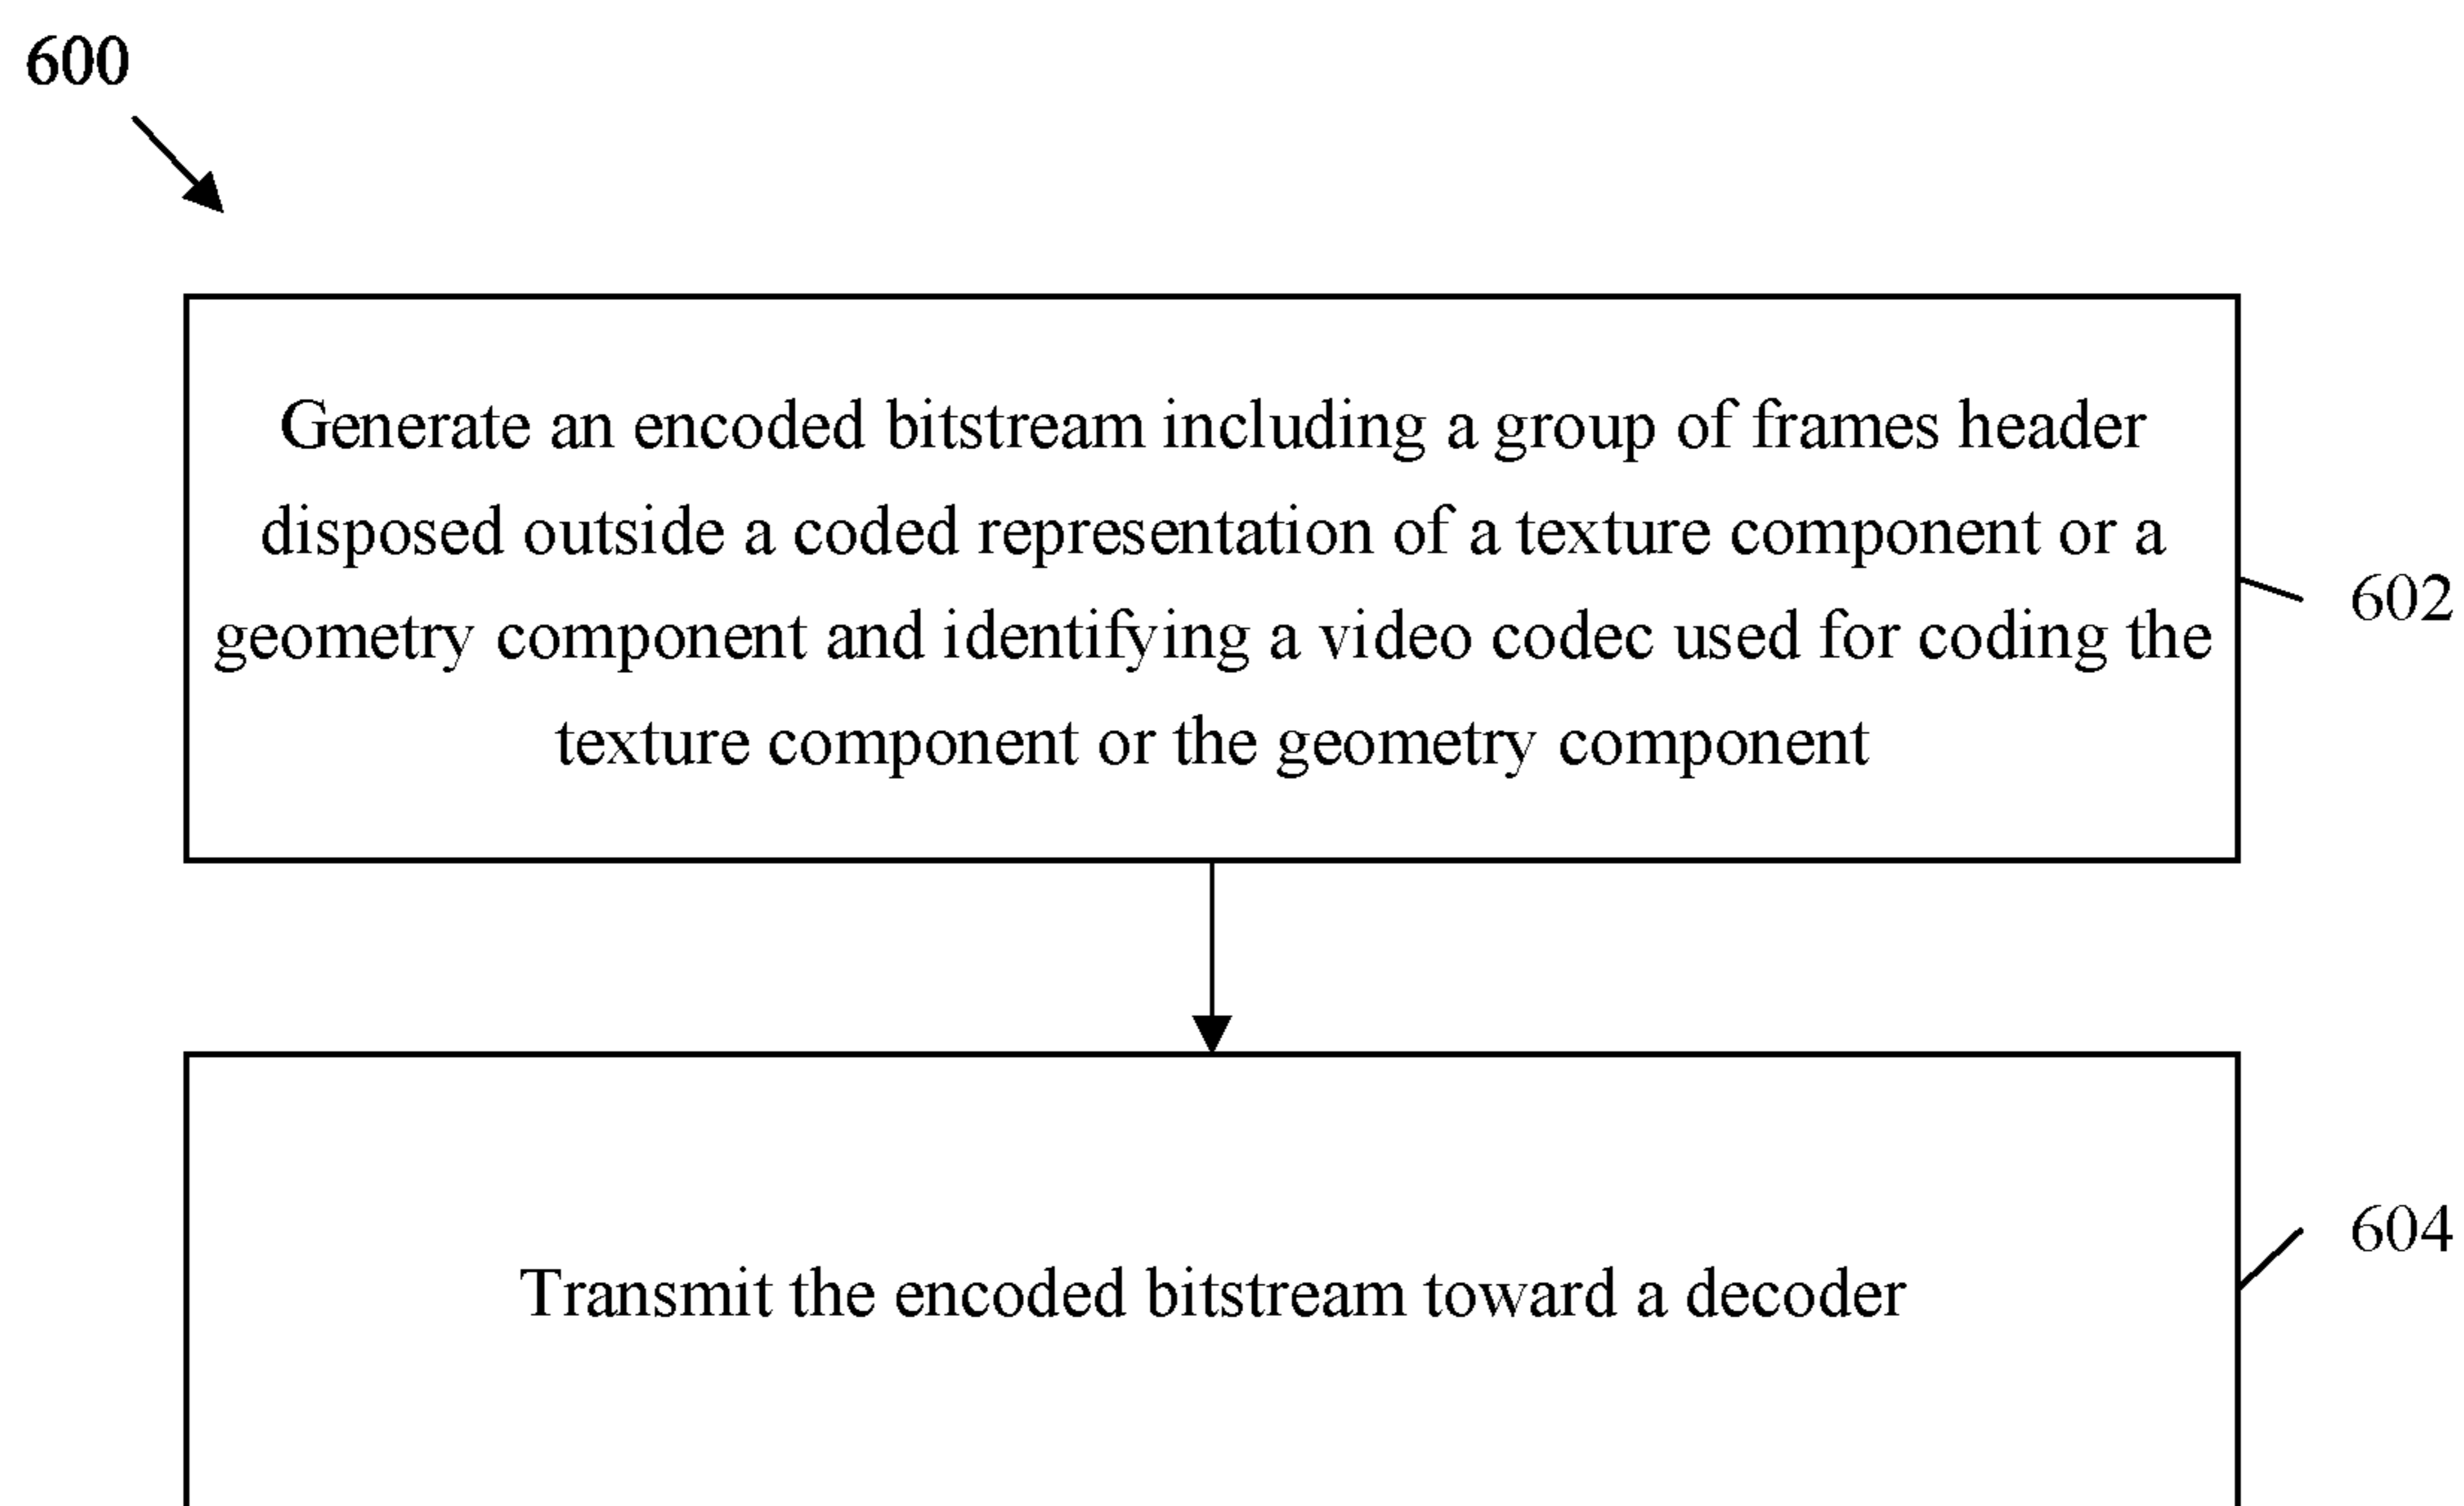 600
Generate an encoded bitstream including a group of frames header
disposed outside a coded representation of a texture component or a
geometry component and identifying a video codec used for coding the
texture component or the geometry component
602
Transmit the encoded bitstream toward a decoder
604